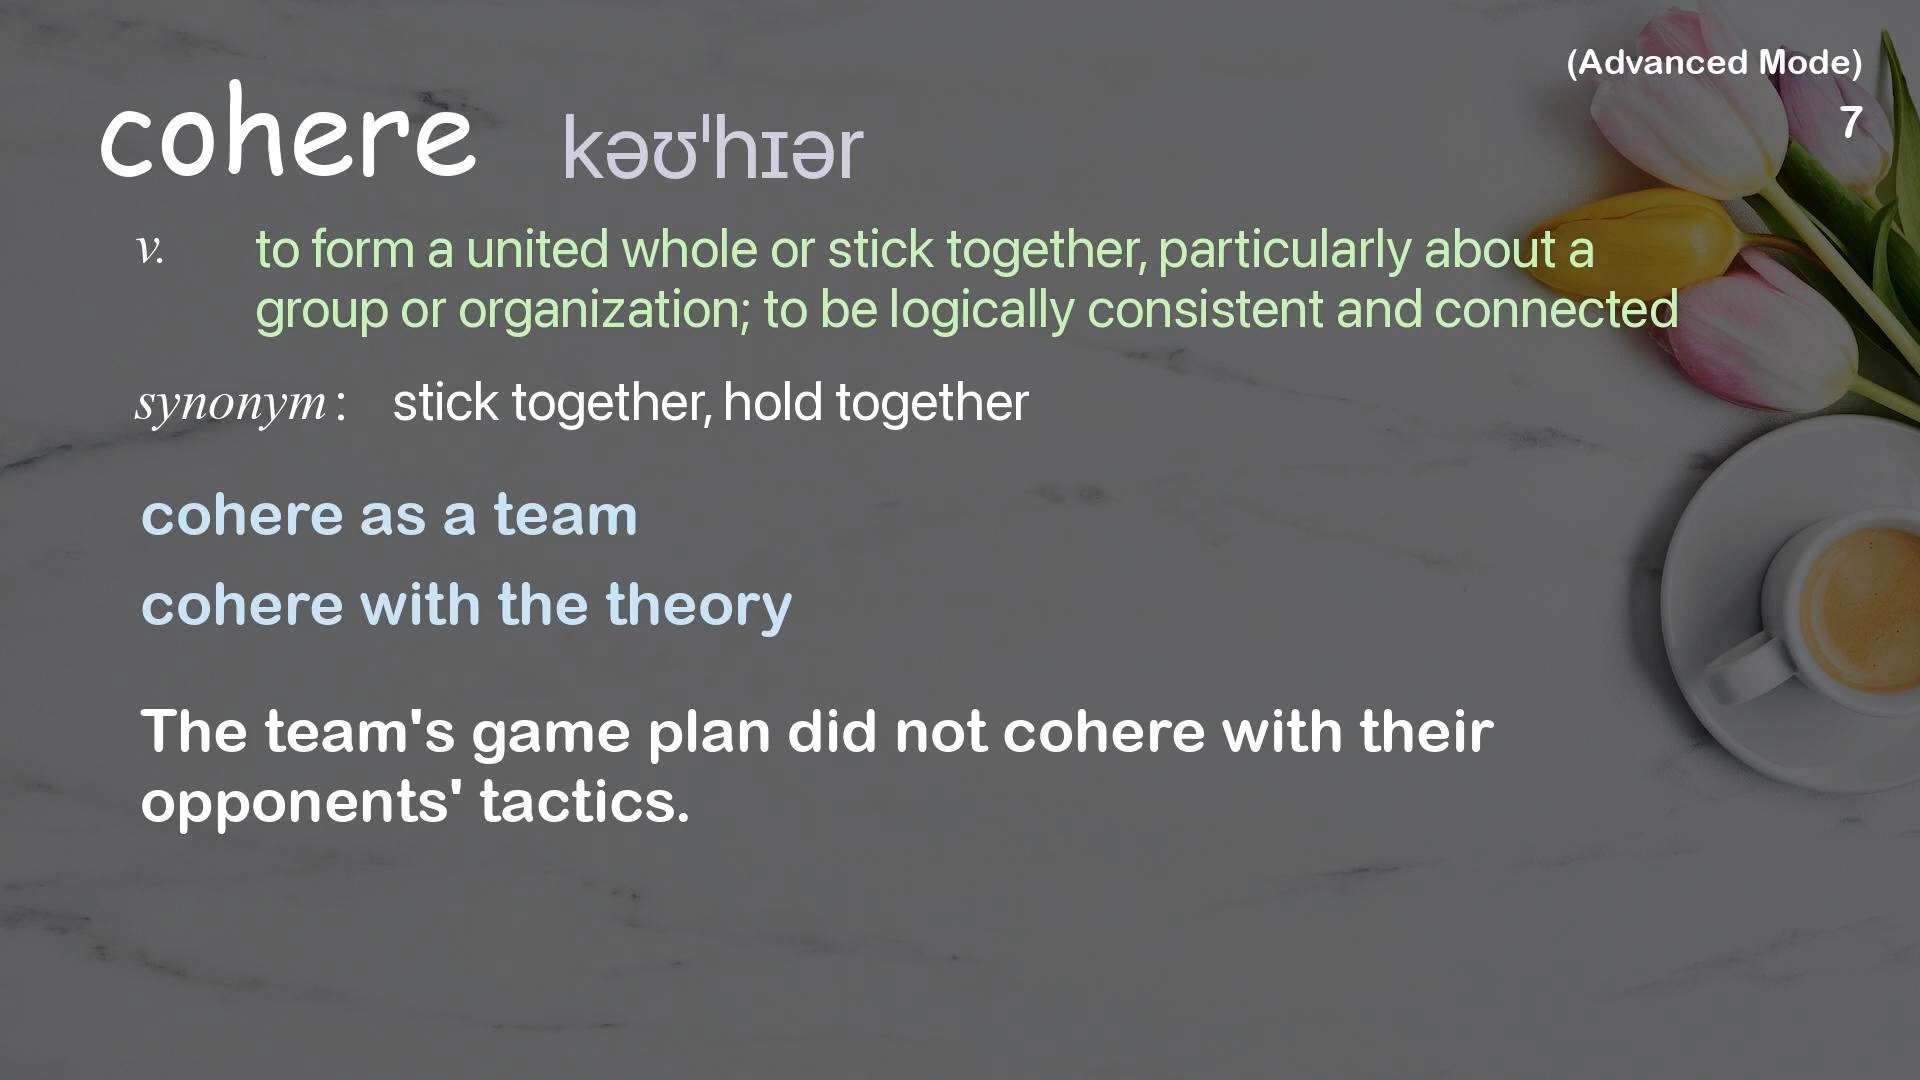 (Advanced Mode)
7
cohere kəʊˈhɪər
v. to form a united whole or stick together, particularly about a
group or organization; to be logically consistent and connected
synonym: stick together, hold together
cohere as a team
cohere with the theory
The team's game plan did not cohere with their
opponents' tactics.